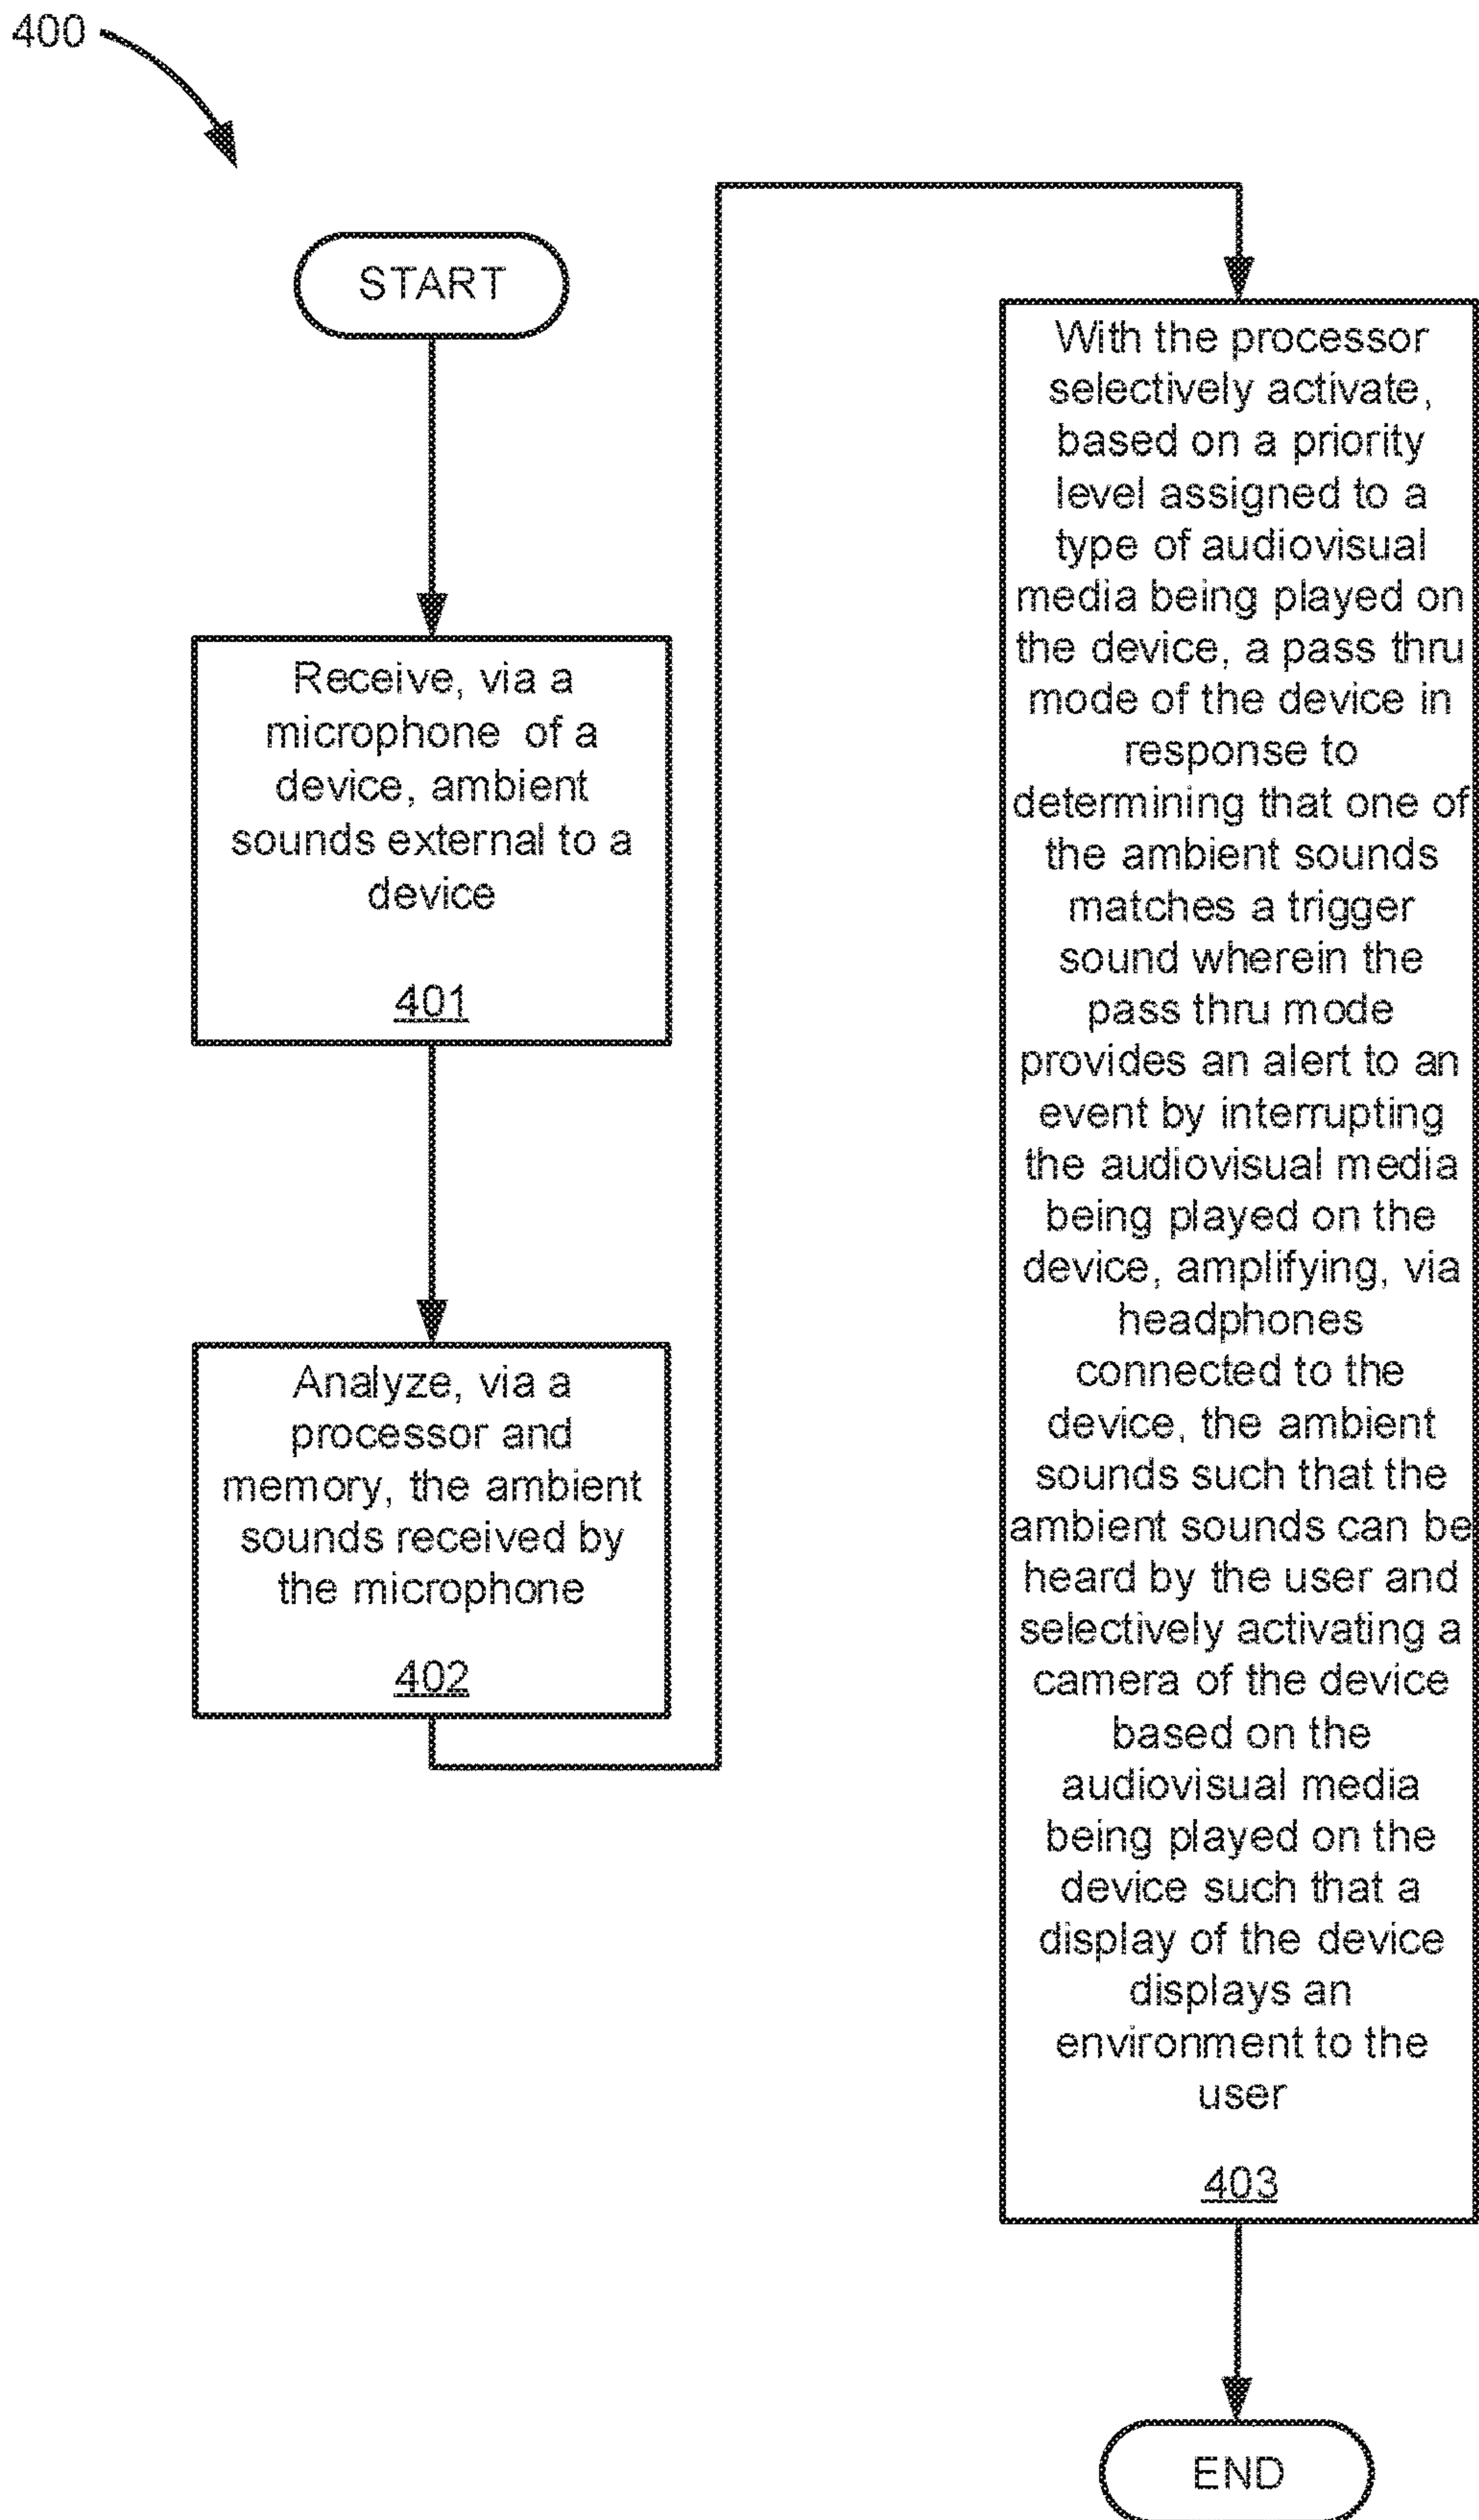 400
START
Receive, via a
microphone of a
device, ambient
sounds external to a
device
401
Analyze, via a
processor and
memory, the ambient
sounds received by
the microphone
402
With the processor
selectively activate,
based on a priority
level assigned to a
type of audiovisual
media being played on
the device, a pass thru
mode of the device in
response to
determining that one of
the ambient sounds
matches a trigger
sound wherein the
pass thru mode
provides an alert to an
event by interrupting
the audiovisual media
being played on the
device, amplifying, via
headphones
connected to the
device, the ambient
sounds such that the
ambient sounds can be
heard by the user and
selectively activating a
camera of the device
based on the
audiovisual media
being played on the
device such that a
display of the device
displays an
environment to the
user
403
END